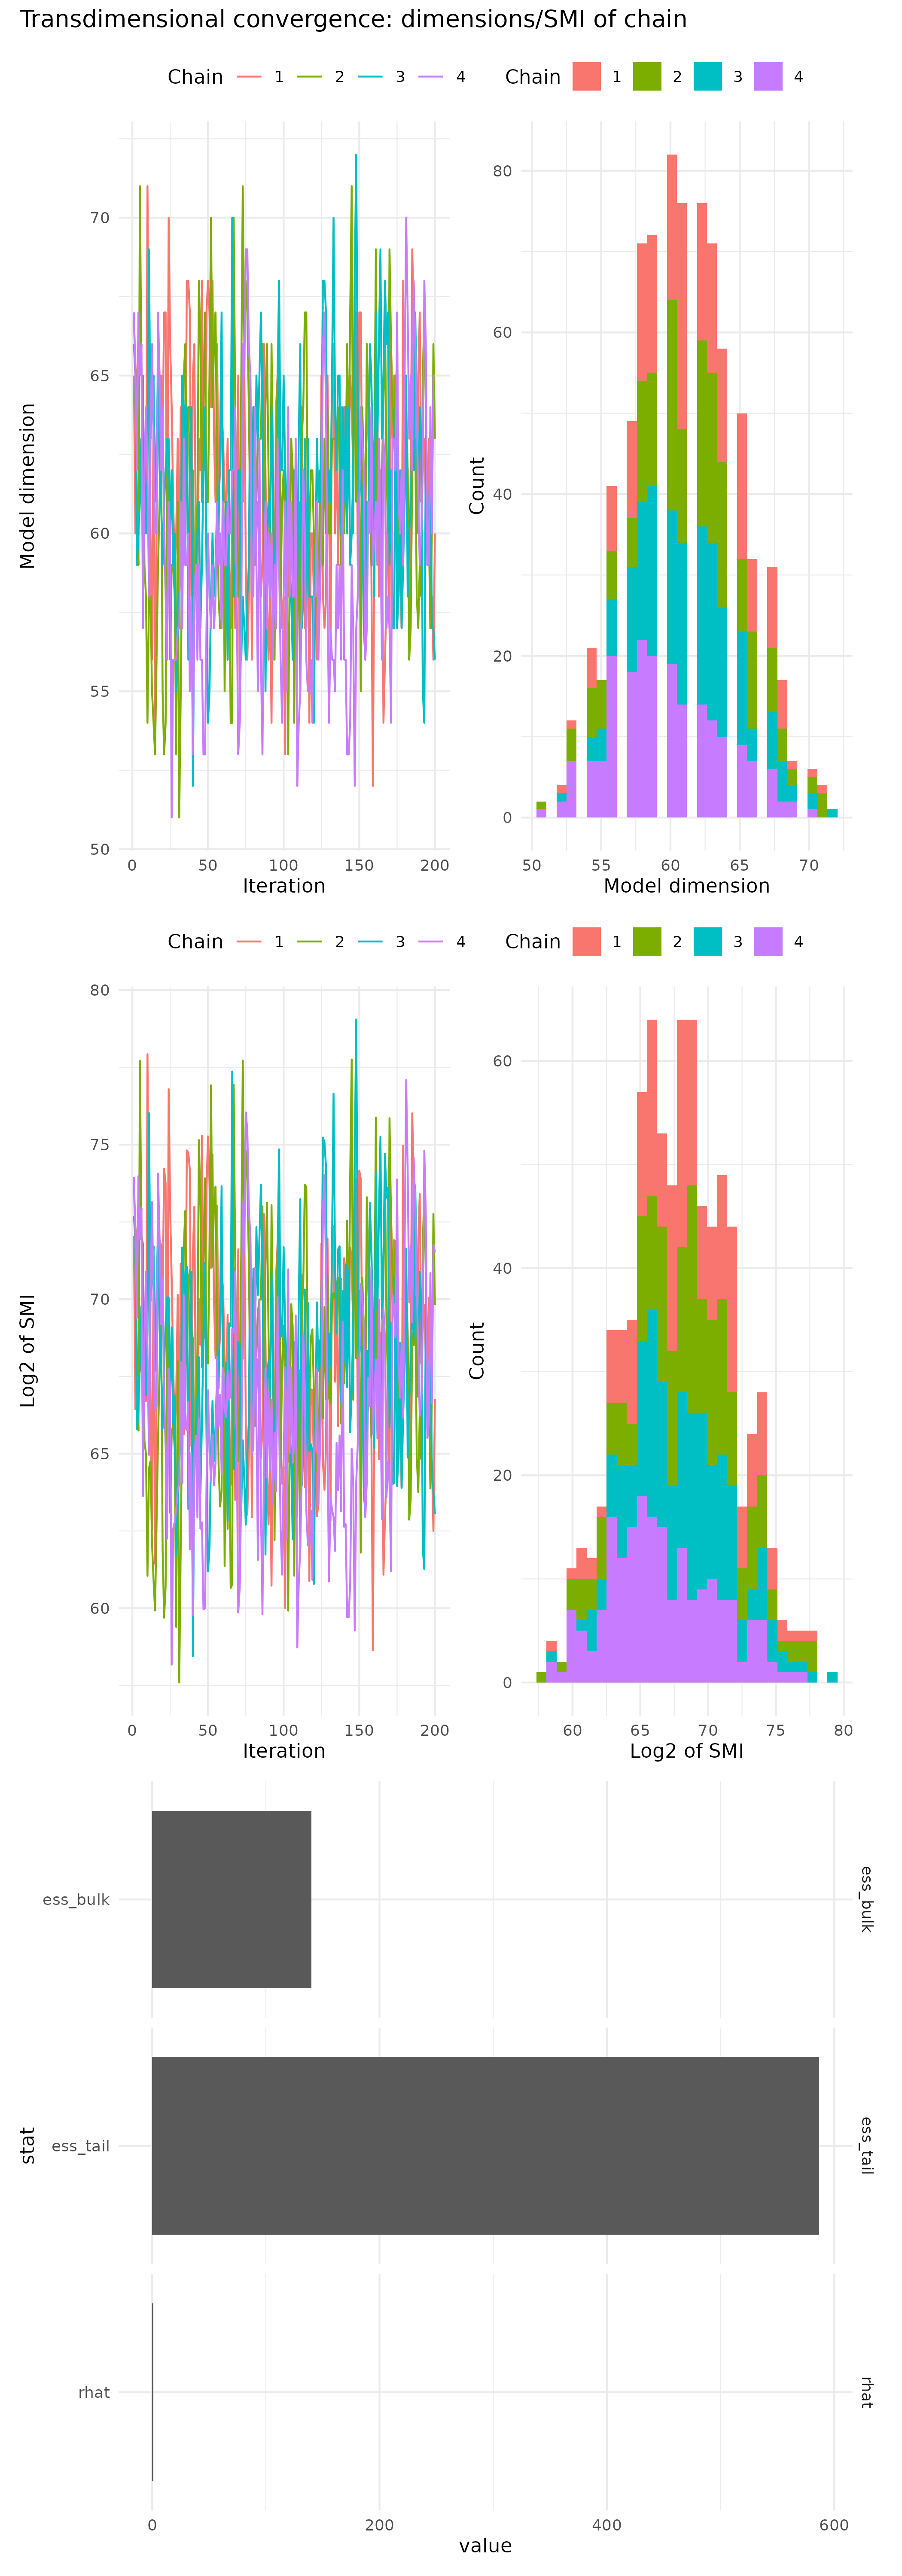 Transdimensional convergence: dimensions/SMI of chain
Chain 1 2 3 4
Chain 1 2 3 4
Model dimension
70
65
60
55
50
0 50 100 150 200
Iteration
Count
80
60
40
20
0
50 55 60 65 70
Model dimension
Chain 1 2 3 4
Chain 1 2 3 4
Log2 of SMI
80
75
70
65
60
0 50 100 150 200
Iteration
Count
60
40
20
0
60 65 70 75 80
Log2 of SMI
stat
ess_bulk
ess_bulk
ess_tail
ess_tail
rhat
rhat
0 200 400 600
value